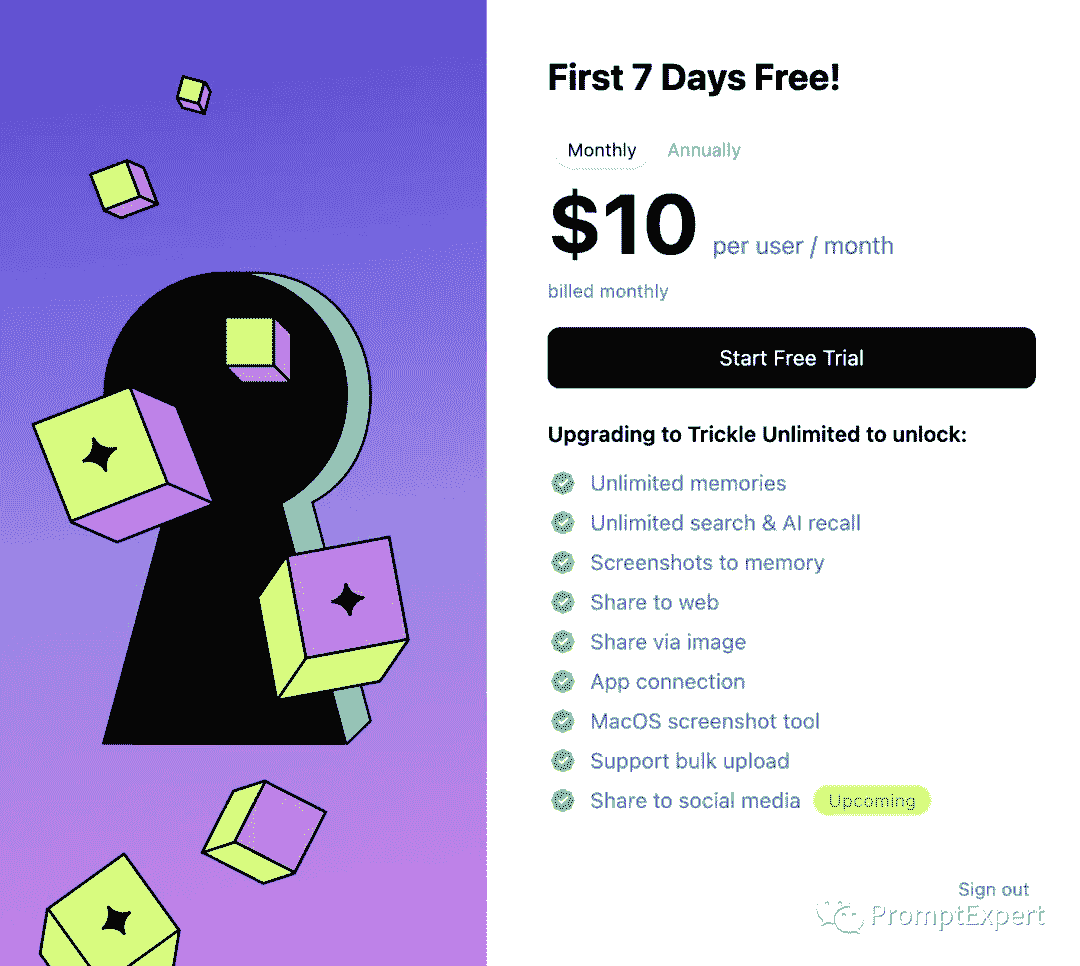 First 7 Days Free!
Monthly Annually
$10 per user / month
billed monthly
Start Free Trial
Upgrading to Trickle Unlimited to unlock:
Unlimited memories
Unlimited search & AI recall
Screenshots to memory
Share to web
Share via image
App connection
MacOS screenshot tool
Support bulk upload
Share to social media Upcoming
Sign out
PromptExpert